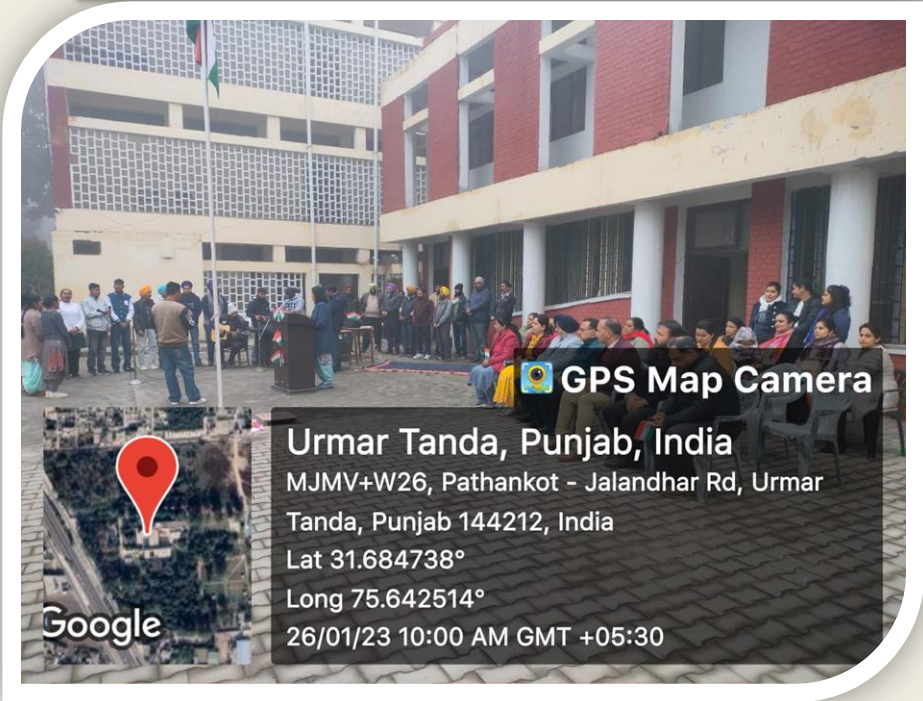 GPS Map Camera
Urmar Tanda, Punjab, India
MJMV+W26, Pathankot - Jalandhar Rd, Urmar
Tanda, Punjab 144212, India
Lat 31.684738°
Long 75.642514°
26/01/23 10:00 AM GMT +05:30
Google